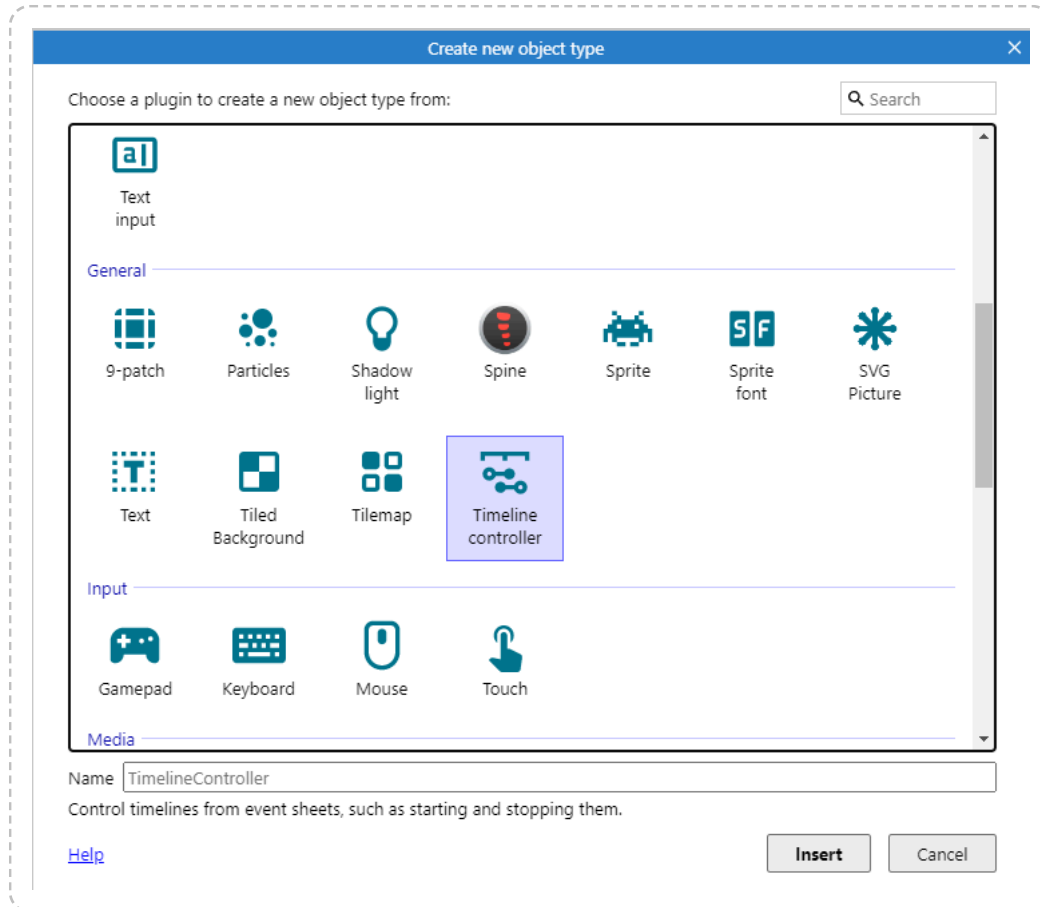 Create new object type
Choose a plugin to create a new object type from:
Search
a
Text
input
General
S F
9-patch
Particles
Shadow
light
Spine
Sprite
Sprite
font
SVG
Picture
T
Text
Tiled
Background
Tilemap
Timeline
controller
Input
Gamepad
Keyboard
Mouse
Touch
Media
Name
TimelineController
Control timelines from event sheets, such as starting and stopping them.
Help
Insert
Cancel